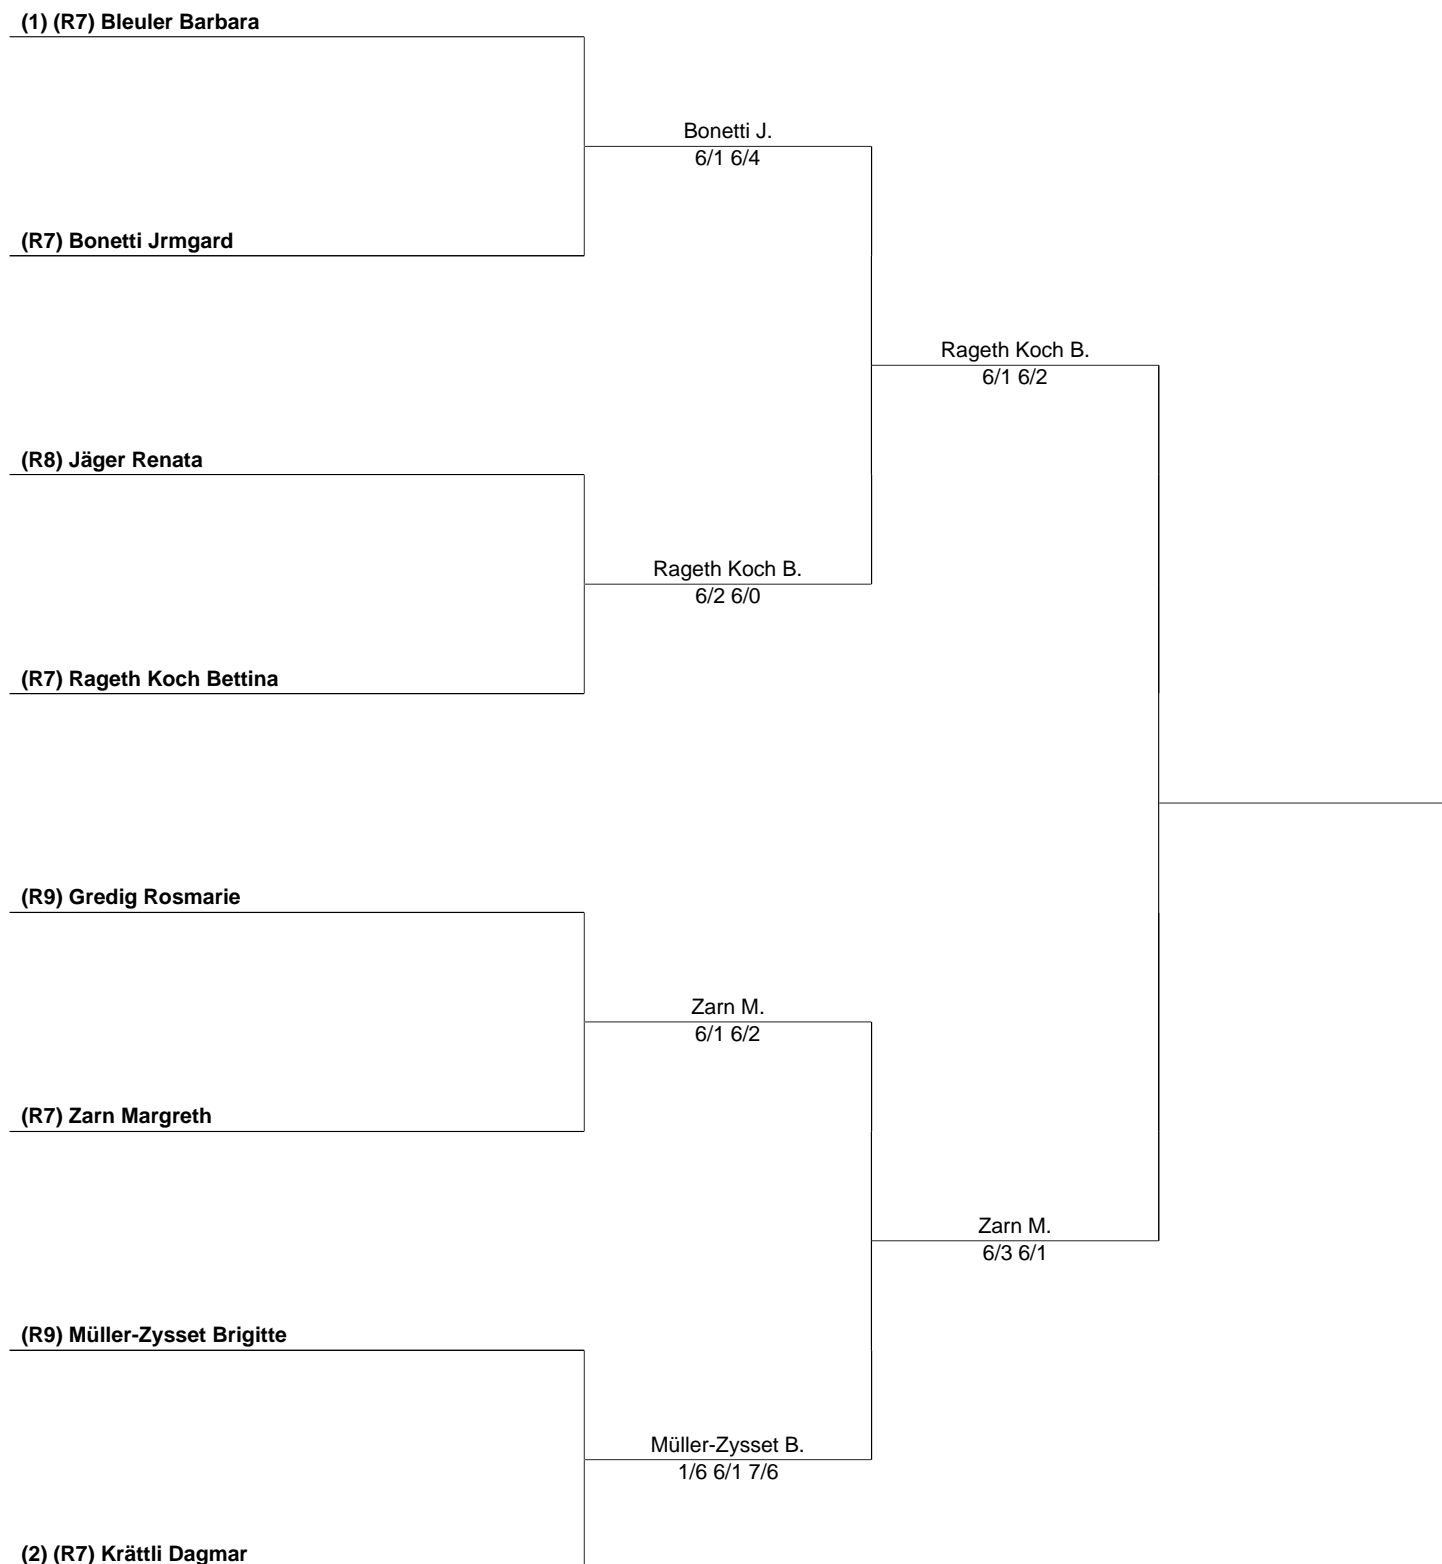 (1) (R7) Bleuler Barbara
Bonetti J.
6/1 6/4
(R7) Bonetti Jrmgard
Rageth Koch B.
6/1 6/2
(R8) Jäger Renata
Rageth Koch B.
6/2 6/0
(R7) Rageth Koch Bettina
(R9) Gredig Rosmarie
Zarn M.
6/1 6/2
(R7) Zarn Margreth
Zarn M.
6/3 6/1
(R9) Müller-Zysset Brigitte
Müller-Zysset B.
1/6 6/1 7/6
(2) (R7) Krättli Dagmar